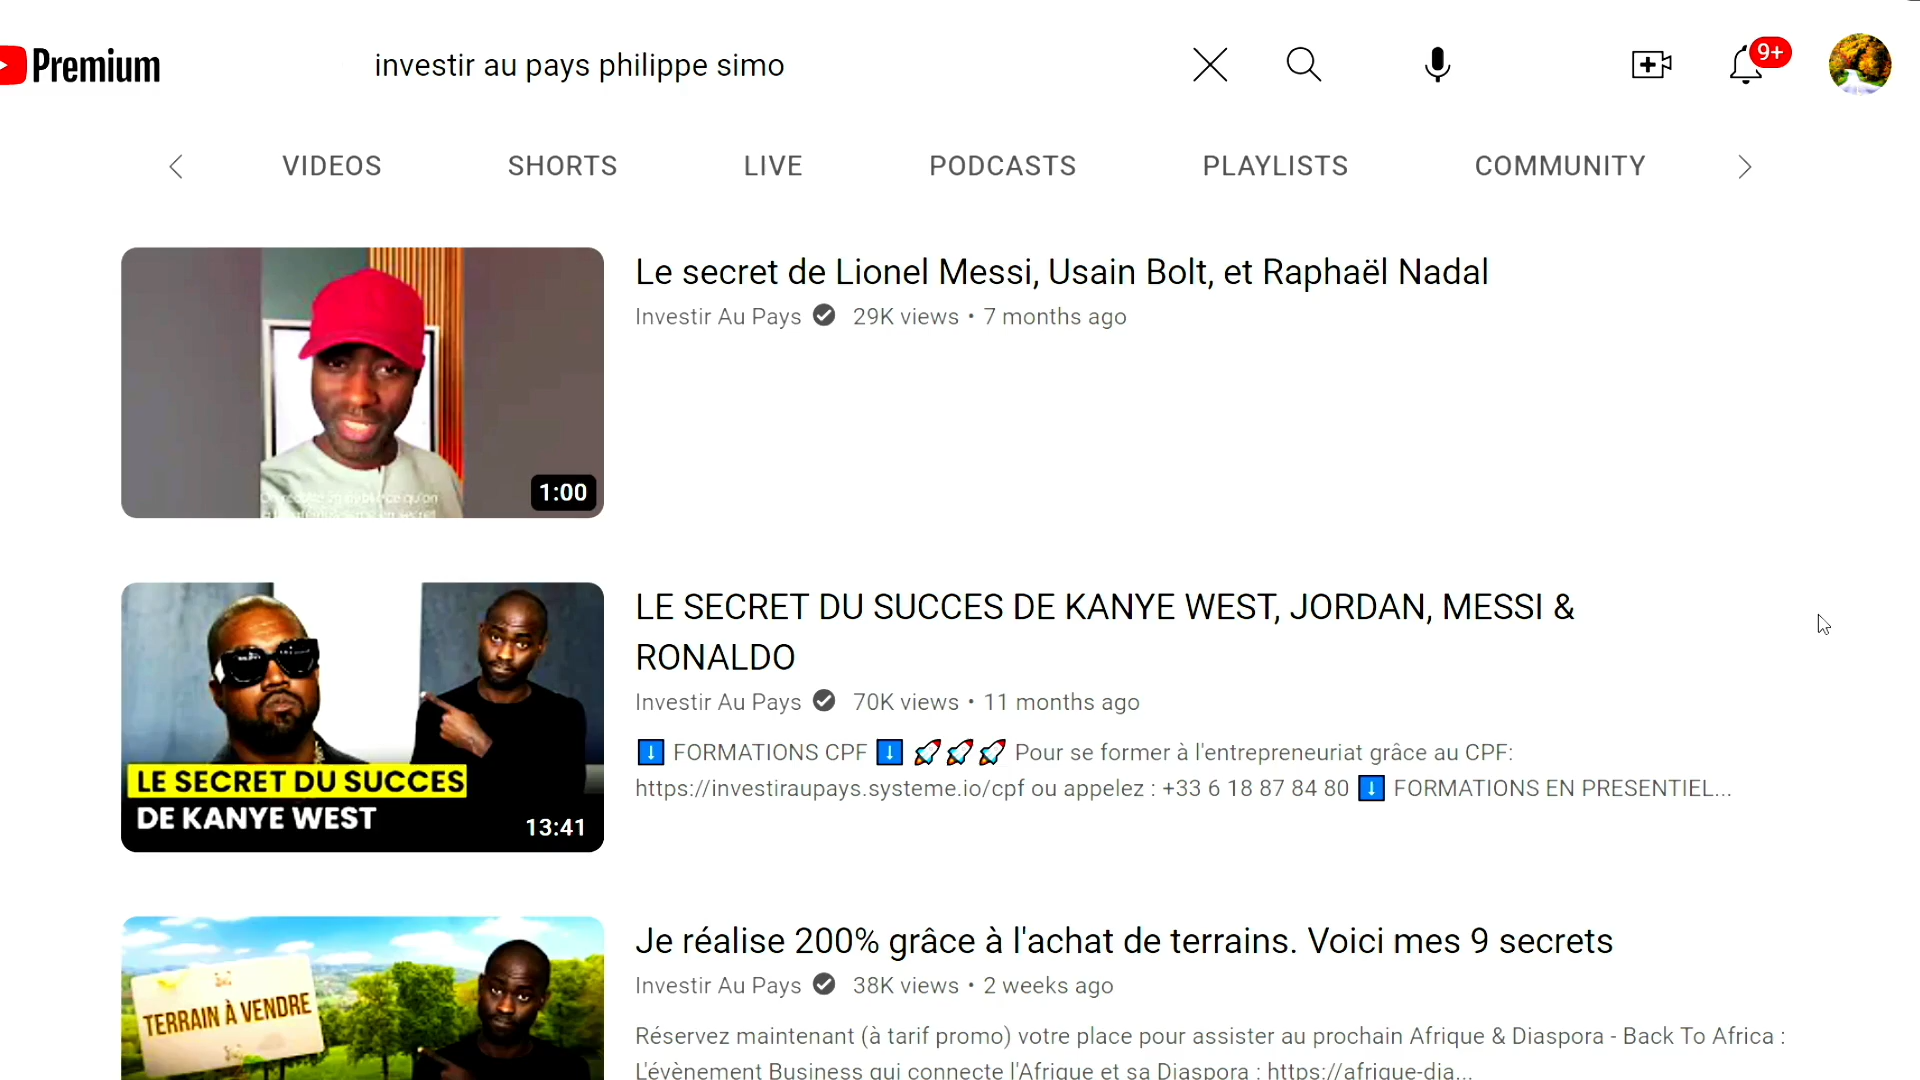 Premium
investir au pays philippe simo
9+
VIDEOS
SHORTS
LIVE
PODCASTS
PLAYLISTS
COMMUNITY
1:00
Le secret de Lionel Messi, Usain Bolt, et Raphaël Nadal
Investir Au Pays 29K views • 7 months ago
LE SECRET DU SUCCES
DE KANYE WEST
13:41
LE SECRET DU SUCCES DE KANYE WEST, JORDAN, MESSI &
RONALDO
Investir Au Pays 70K views • 11 months ago
⬇️ FORMATIONS CPF ⬇️ 🚀🚀🚀 Pour se former à l'entrepreneuriat grâce au CPF:
https://investiraupays.systeme.io/cpf ou appelez : +33 6 18 87 84 80 ⬇️ FORMATIONS EN PRESENTIEL...
TERRAIN À VENDRE
Je réalise 200% grâce à l'achat de terrains. Voici mes 9 secrets
Investir Au Pays 38K views • 2 weeks ago
Réservez maintenant (à tarif promo) votre place pour assister au prochain Afrique & Diaspora - Back To Africa :
L'évènement Business qui connecte l'Afrique et sa Diaspora : https://afrique-dia...